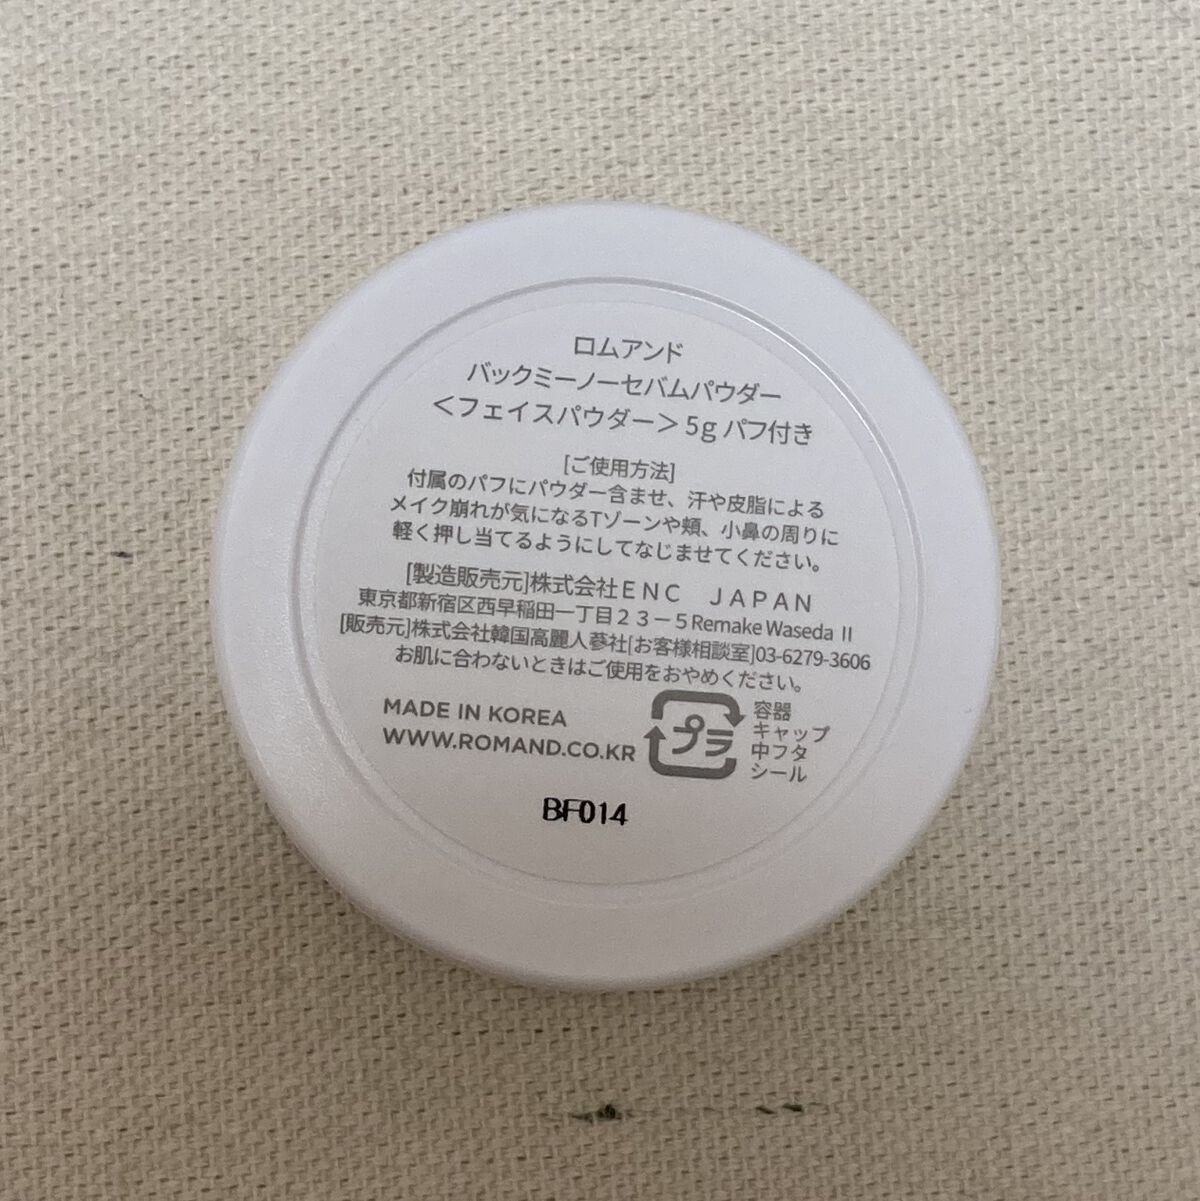 ロムアンド
バックミーノーセバムパウダー
＜フェイスパウダー＞5g パフ付き
[ご使用方法]
付属のパフにパウダー含ませ、汗や皮脂による
メイク崩れが気になるTゾーンや頬、小鼻の周りに
軽く押し当てるようにしてなじませてください。
[製造販売元]株式会社ＥＮＣ　ＪＡＰＡＮ
東京都新宿区西早稲田一丁目２３－５Remake Waseda Ⅱ
[販売元]株式会社韓国高麗人蔘社[お客様相談室]03-6279-3606
お肌に合わないときはご使用をおやめください。
MADE IN KOREA
WWW.ROMAND.CO.KR
プラ
容器
キャップ
中フタ
シール
BF014